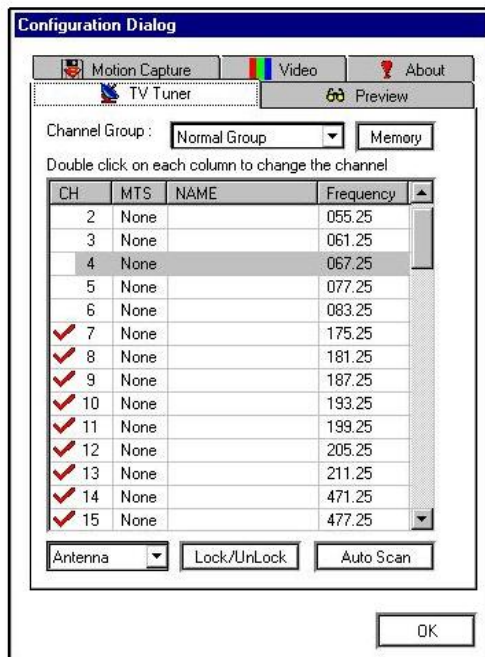 Configuration Dialog
Motion Capture Video About
TV Tuner Preview
Channel Group : Normal Group Memory
Double click on each column to change the channel
CH MTS NAME Frequency
2 None 055.25
3 None 061.25
4 None 067.25
5 None 077.25
6 None 083.25
7 None 175.25
8 None 181.25
9 None 187.25
10 None 193.25
11 None 199.25
12 None 205.25
13 None 211.25
14 None 471.25
15 None 477.25
Antenna Lock/UnLock Auto Scan
OK